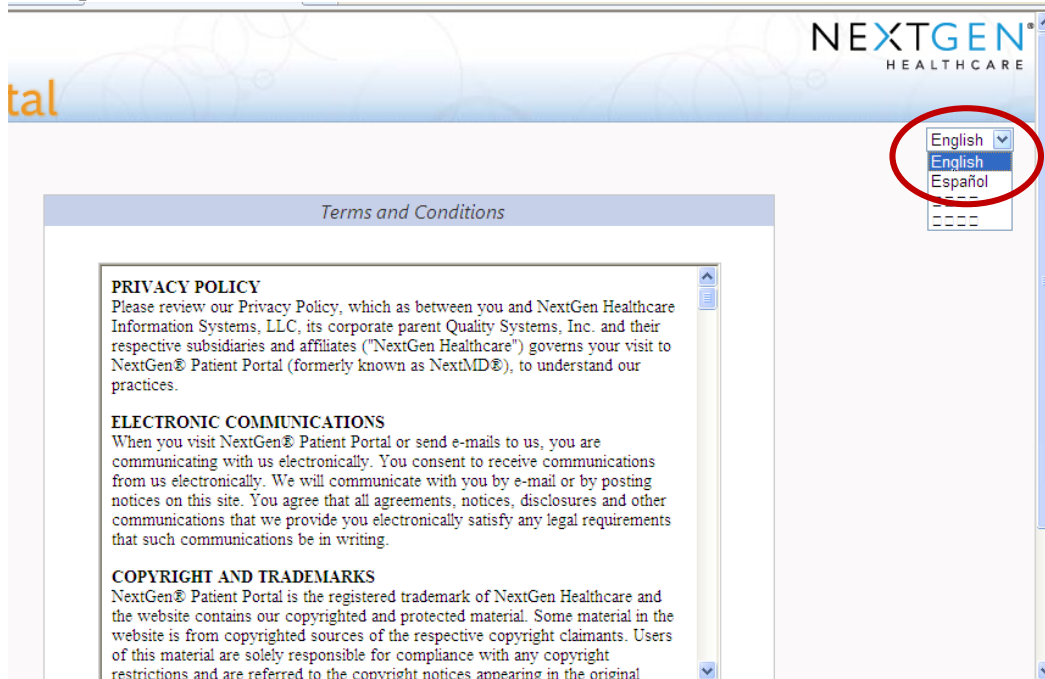 NEXTGEN®
HEALTHCARE
tal
English
English
Español
Terms and Conditions
PRIVACY POLICY
Please review our Privacy Policy, which as between you and NextGen Healthcare
Information Systems, LLC, its corporate parent Quality Systems, Inc. and their
respective subsidiaries and affiliates ("NextGen Healthcare") governs your visit to
NextGen® Patient Portal (formerly known as NextMD®), to understand our
practices.
ELECTRONIC COMMUNICATIONS
When you visit NextGen® Patient Portal or send e-mails to us, you are
communicating with us electronically. You consent to receive communications
from us electronically. We will communicate with you by e-mail or by posting
notices on this site. You agree that all agreements, notices, disclosures and other
communications that we provide you electronically satisfy any legal requirements
that such communications be in writing.
COPYRIGHT AND TRADEMARKS
NextGen® Patient Portal is the registered trademark of NextGen Healthcare and
the website contains our copyrighted and protected material. Some material in the
website is from copyrighted sources of the respective copyright claimants. Users
of this material are solely responsible for compliance with any copyright
restrictions and are referred to the copyright notices appearing in the original